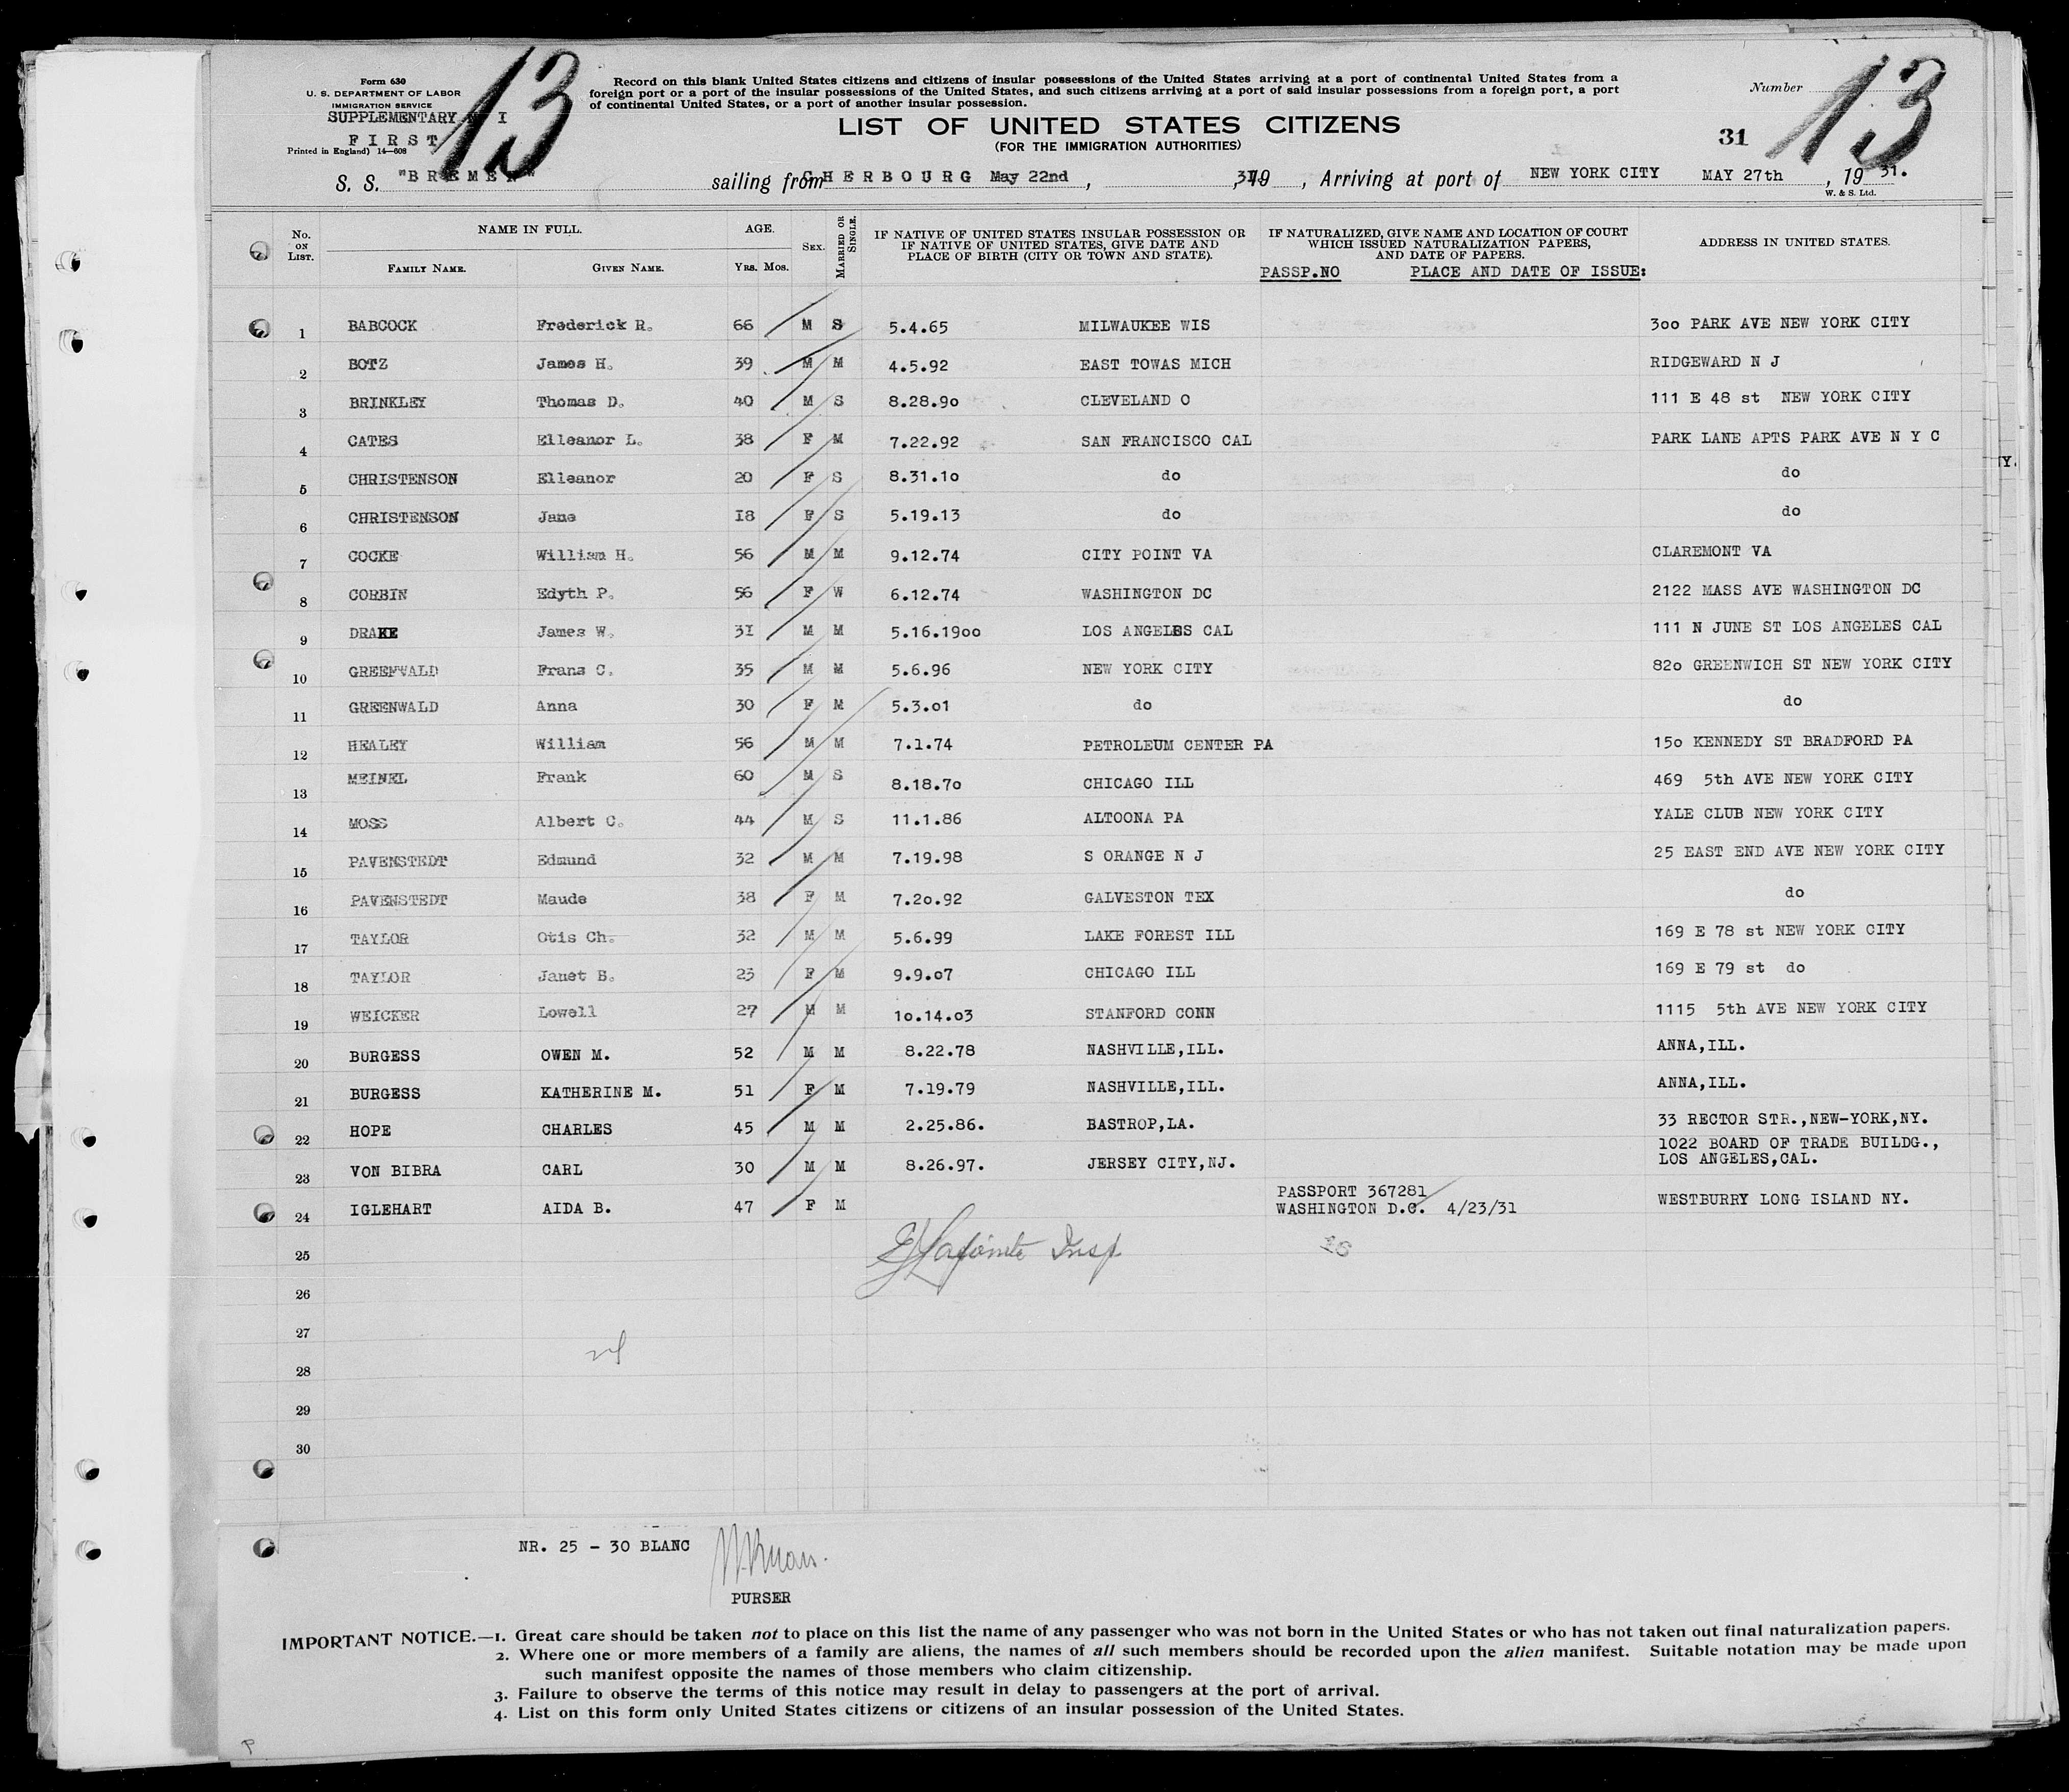 Form 630
U. S. DEPARTMENT OF LABOR
IMMIGRATION SERVICE
SUPPLEMENTARY I
FIRST
Printed in England) 14—608
13
Record on this blank United States citizens and citizens of insular possessions of the United States arriving at a port of continental United States from a
foreign port or a port of the insular possessions of the United States, and such citizens arriving at a port of said insular possessions from a foreign port, a port
of continental United States, or a port of another insular possession.
LIST OF UNITED STATES CITIZENS
(FOR THE IMMIGRATION AUTHORITIES)
Number
31
13
S. S. "BREMEN" sailing from CHERBOURG May 22nd, 31, 19 , Arriving at port of NEW YORK CITY MAY 27th, 19 31.
W. & S. Ltd.
No. ON LIST. NAME IN FULL. FAMILY NAME. GIVEN NAME. AGE. YRS. MOS. SEX. MARRIED OR SINGLE. IF NATIVE OF UNITED STATES INSULAR POSSESSION OR IF NATIVE OF UNITED STATES, GIVE DATE AND PLACE OF BIRTH (CITY OR TOWN AND STATE). IF NATURALIZED, GIVE NAME AND LOCATION OF COURT WHICH ISSUED NATURALIZATION PAPERS, AND DATE OF PAPERS. ADDRESS IN UNITED STATES.
PASSP.NO PLACE AND DATE OF ISSUE:
1 BABCOCK Frederick R. 66 M S 5.4.65 MILWAUKEE WIS 300 PARK AVE NEW YORK CITY
2 BOTZ James H. 39 M M 4.5.92 EAST TOWAS MICH RIDGEWARD N J
3 BRINKLEY Thomas D. 40 M S 8.28.90 CLEVELAND O 111 E 48 st NEW YORK CITY
4 CATES Elleanor L. 38 F M 7.22.92 SAN FRANCISCO CAL PARK LANE APTS PARK AVE N Y C
5 CHRISTENSON Elleanor 20 F S 8.31.10 do do
6 CHRISTENSON Jane 18 F S 5.19.13 do do
7 COCKE William H. 56 M M 9.12.74 CITY POINT VA CLAREMONT VA
8 CORBIN Edyth P. 56 F W 6.12.74 WASHINGTON DC 2122 MASS AVE WASHINGTON DC
9 DRAKE James W. 31 M M 5.16.1900 LOS ANGELES CAL 111 N JUNE ST LOS ANGELES CAL
10 GREENWALD Frans C. 35 M M 5.6.96 NEW YORK CITY 820 GREENWICH ST NEW YORK CITY
11 GREENWALD Anna 30 F M 5.3.01 do do
12 HEALEY William 56 M M 7.1.74 PETROLEUM CENTER PA 150 KENNEDY ST BRADFORD PA
13 MEINEL Frank 60 M S 8.18.70 CHICAGO ILL 469 5th AVE NEW YORK CITY
14 MOSS Albert C. 44 M S 11.1.86 ALTOONA PA YALE CLUB NEW YORK CITY
15 PAVENSTEDT Edmund 32 M M 7.19.98 S ORANGE N J 25 EAST END AVE NEW YORK CITY
16 PAVENSTEDT Maude 38 F M 7.20.92 GALVESTON TEX do
17 TAYLOR Otis Ch. 32 M M 5.6.99 LAKE FOREST ILL 169 E 78 st NEW YORK CITY
18 TAYLOR Janet B. 23 F M 9.9.07 CHICAGO ILL 169 E 79 st do
19 WEICKER Lowell 27 M M 10.14.03 STANFORD CONN 1115 5th AVE NEW YORK CITY
20 BURGESS OWEN M. 52 M M 8.22.78 NASHVILLE,ILL. ANNA,ILL.
21 BURGESS KATHERINE M. 51 F M 7.19.79 NASHVILLE,ILL. ANNA,ILL.
22 HOPE CHARLES 45 M M 2.25.86. BASTROP,LA. 33 RECTOR STR.,NEW-YORK,NY.
23 VON BIBRA CARL 30 M M 8.26.97. JERSEY CITY,NJ. 1022 BOARD OF TRADE BUILDG., LOS ANGELES,CAL.
24 IGLEHART AIDA B. 47 F M PASSPORT 367281 WASHINGTON D.C. 4/23/31 WESTBURRY LONG ISLAND NY.
25
26
27
28
29
30
NR. 25 - 30 BLANC
PURSER
IMPORTANT NOTICE.—1. Great care should be taken not to place on this list the name of any passenger who was not born in the United States or who has not taken out final naturalization papers.
2. Where one or more members of a family are aliens, the names of all such members should be recorded upon the alien manifest. Suitable notation may be made upon
such manifest opposite the names of those members who claim citizenship.
3. Failure to observe the terms of this notice may result in delay to passengers at the port of arrival.
4. List on this form only United States citizens or citizens of an insular possession of the United States.